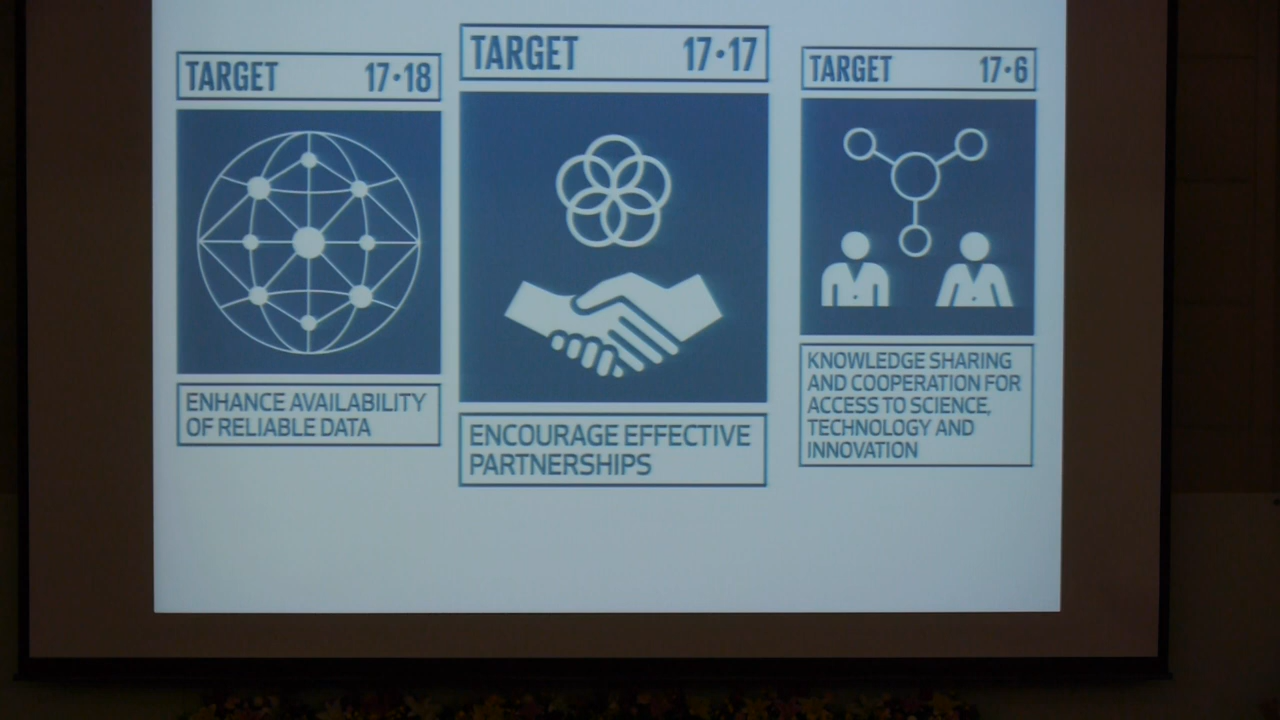 TARGET 17·18
ENHANCE AVAILABILITY
OF RELIABLE DATA
TARGET 17·17
ENCOURAGE EFFECTIVE
PARTNERSHIPS
TARGET 17·6
KNOWLEDGE SHARING
AND COOPERATION FOR
ACCESS TO SCIENCE,
TECHNOLOGY AND
INNOVATION